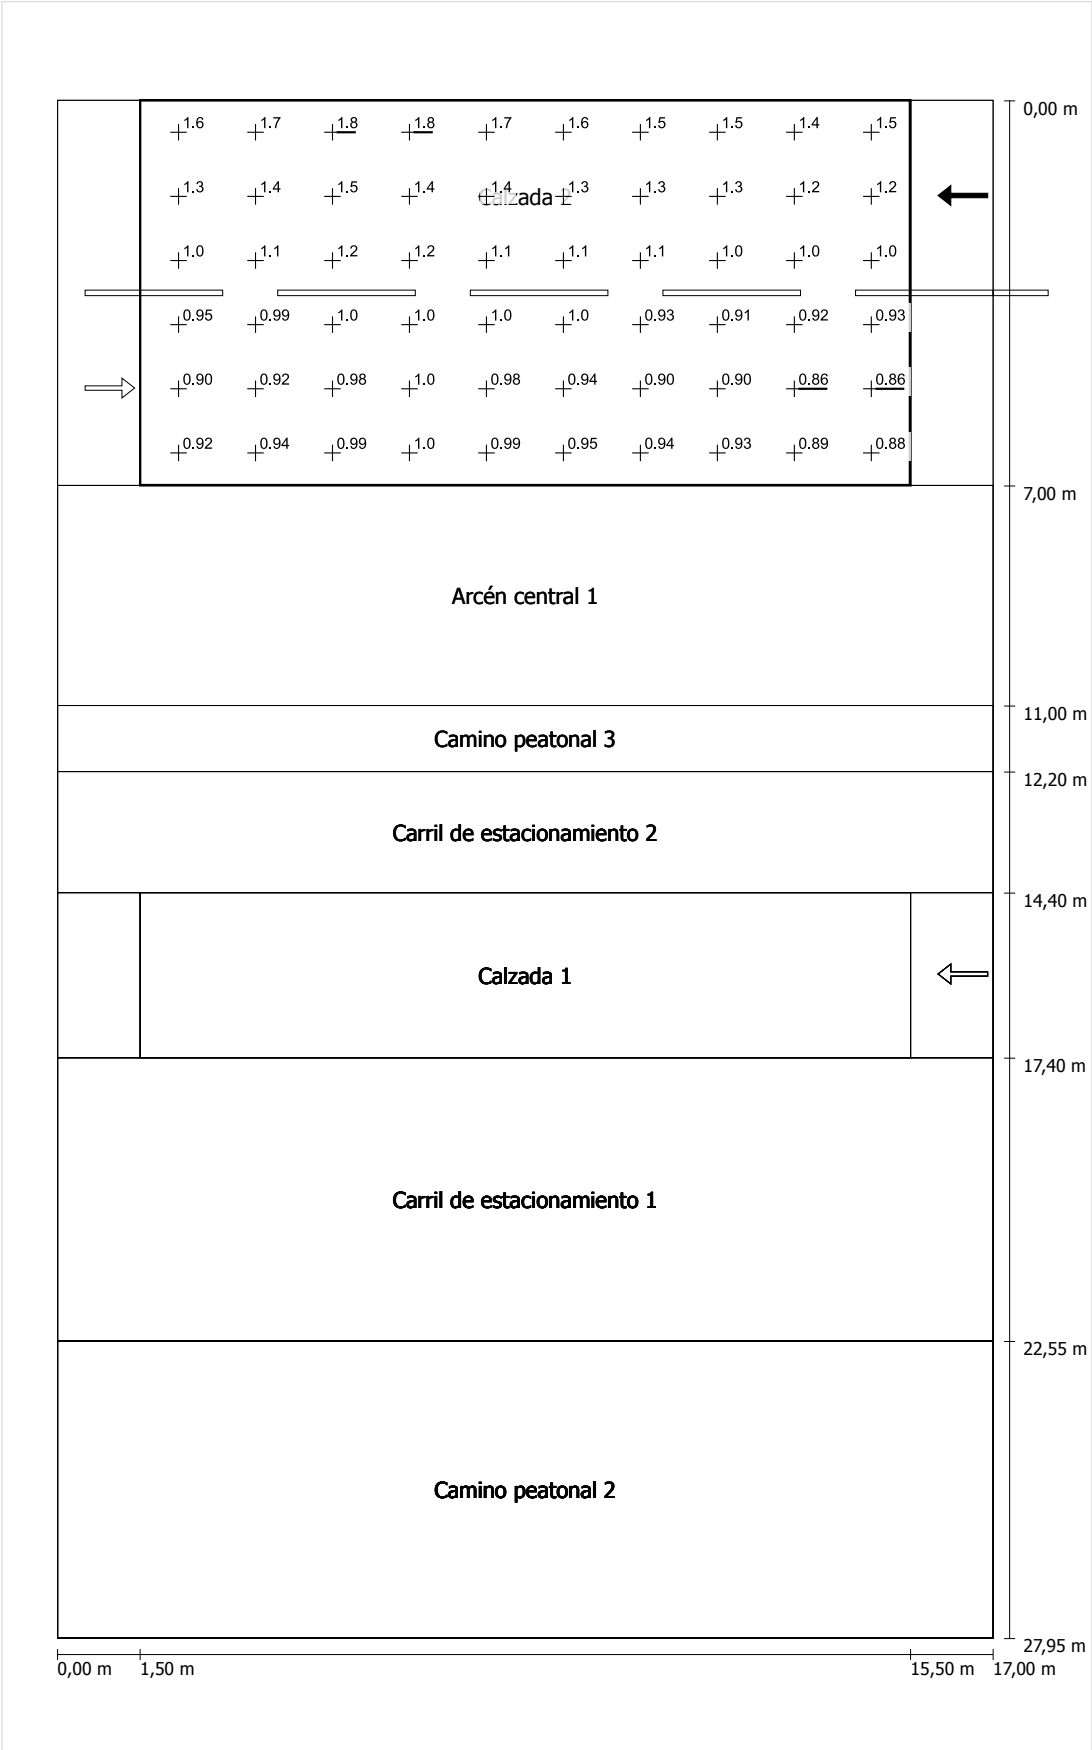 0,00 m
1.6 1.7 1.8 1.8 1.7 1.6 1.5 1.5 1.4 1.5
1.3 1.4 1.5 1.4 1.4 1.3 1.3 1.3 1.2 1.2
Calzada 2
1.0 1.1 1.2 1.2 1.1 1.1 1.1 1.0 1.0 1.0
0.95 0.99 1.0 1.0 1.0 1.0 0.93 0.91 0.92 0.93
0.90 0.92 0.98 1.0 0.98 0.94 0.90 0.90 0.86 0.86
0.92 0.94 0.99 1.0 0.99 0.95 0.94 0.93 0.89 0.88
7,00 m
Arcén central 1
11,00 m
Camino peatonal 3
12,20 m
Carril de estacionamiento 2
14,40 m
Calzada 1
17,40 m
Carril de estacionamiento 1
22,55 m
Camino peatonal 2
27,95 m
0,00 m 1,50 m 15,50 m 17,00 m